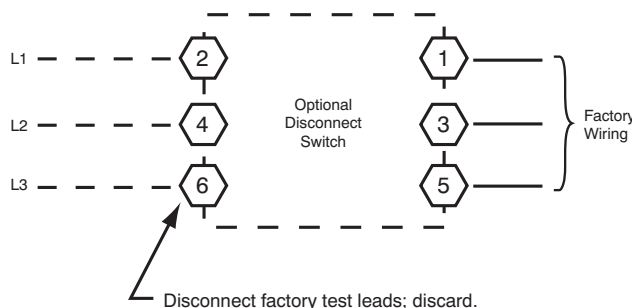 L1
2
1
L2
4
Optional
Disconnect
Switch
3
Factory
Wiring
L3
6
5
Disconnect factory test leads; discard.